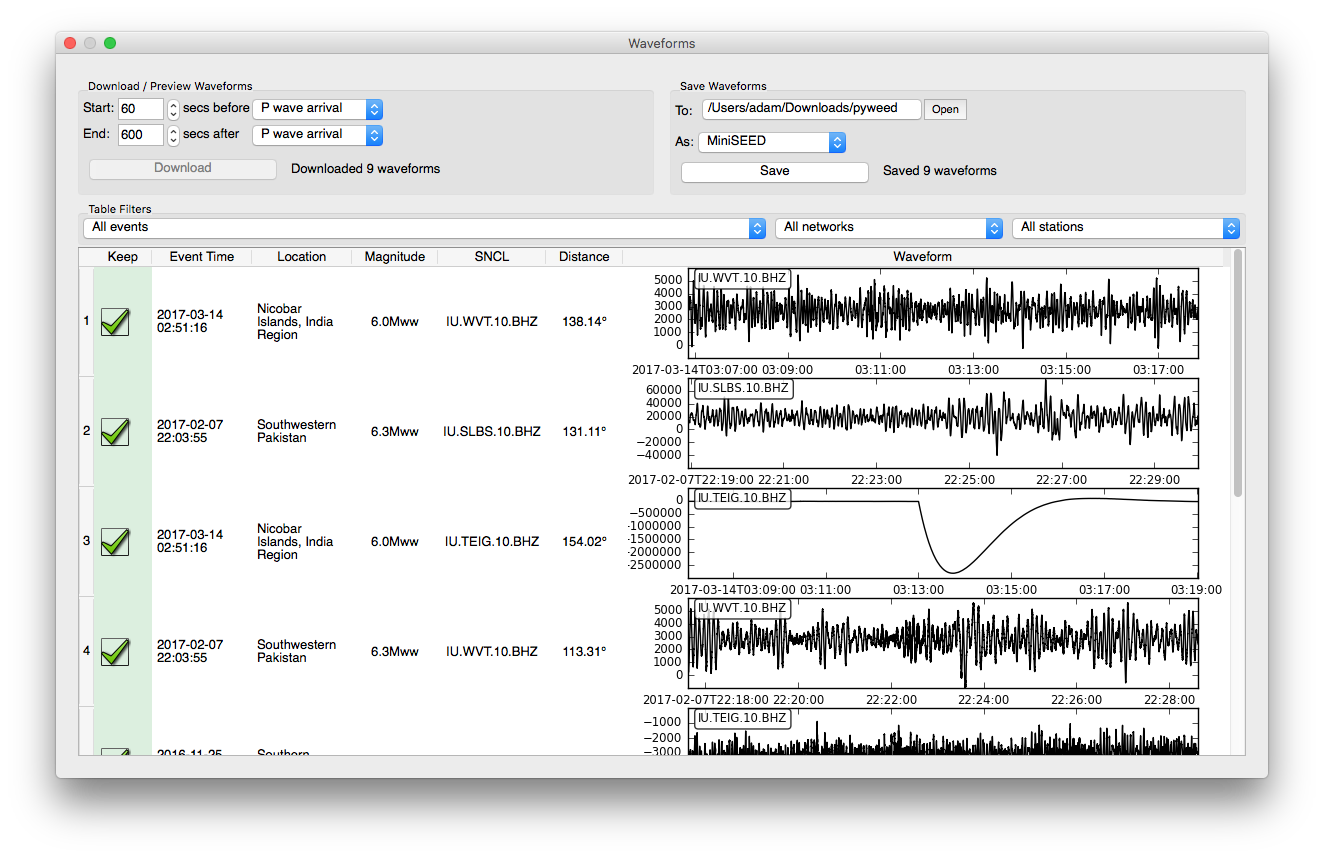 Waveforms
Download / Preview Waveforms
Start: 60 secs before P wave arrival
End: 600 secs after P wave arrival
Download Downloaded 9 waveforms
Save Waveforms
To: /Users/adam/Downloads/pyweed Open
As: MiniSEED
Save Saved 9 waveforms
Table Filters
All events All networks All stations
Keep Event Time Location Magnitude SNCL Distance Waveform
1 2017-03-14
02:51:16
Nicobar
Islands, India
Region
6.0Mww IU.WVT.10.BHZ 138.14°
IU.WVT.10.BHZ
5000
4000
3000
2000
1000
0
2017-03-14T03:07:00 03:09:00 03:11:00 03:13:00 03:15:00 03:17:00
2 2017-02-07
22:03:55
Southwestern
Pakistan
6.3Mww IU.SLBS.10.BHZ 131.11°
IU.SLBS.10.BHZ
60000
40000
20000
0
−20000
−40000
2017-02-07T22:19:00 22:21:00 22:23:00 22:25:00 22:27:00 22:29:00
3 2017-03-14
02:51:16
Nicobar
Islands, India
Region
6.0Mww IU.TEIG.10.BHZ 154.02°
IU.TEIG.10.BHZ
0
−500000
−1000000
−1500000
−2000000
−2500000
2017-03-14T03:09:00 03:11:00 03:13:00 03:15:00 03:17:00 03:19:00
4 2017-02-07
22:03:55
Southwestern
Pakistan
6.3Mww IU.WVT.10.BHZ 113.31°
IU.WVT.10.BHZ
5000
4000
3000
2000
1000
0
2017-02-07T22:18:00 22:20:00 22:22:00 22:24:00 22:26:00 22:28:00
2016-11-25
Southern
IU.TEIG.10.BHZ
−1000
−2000
−3000